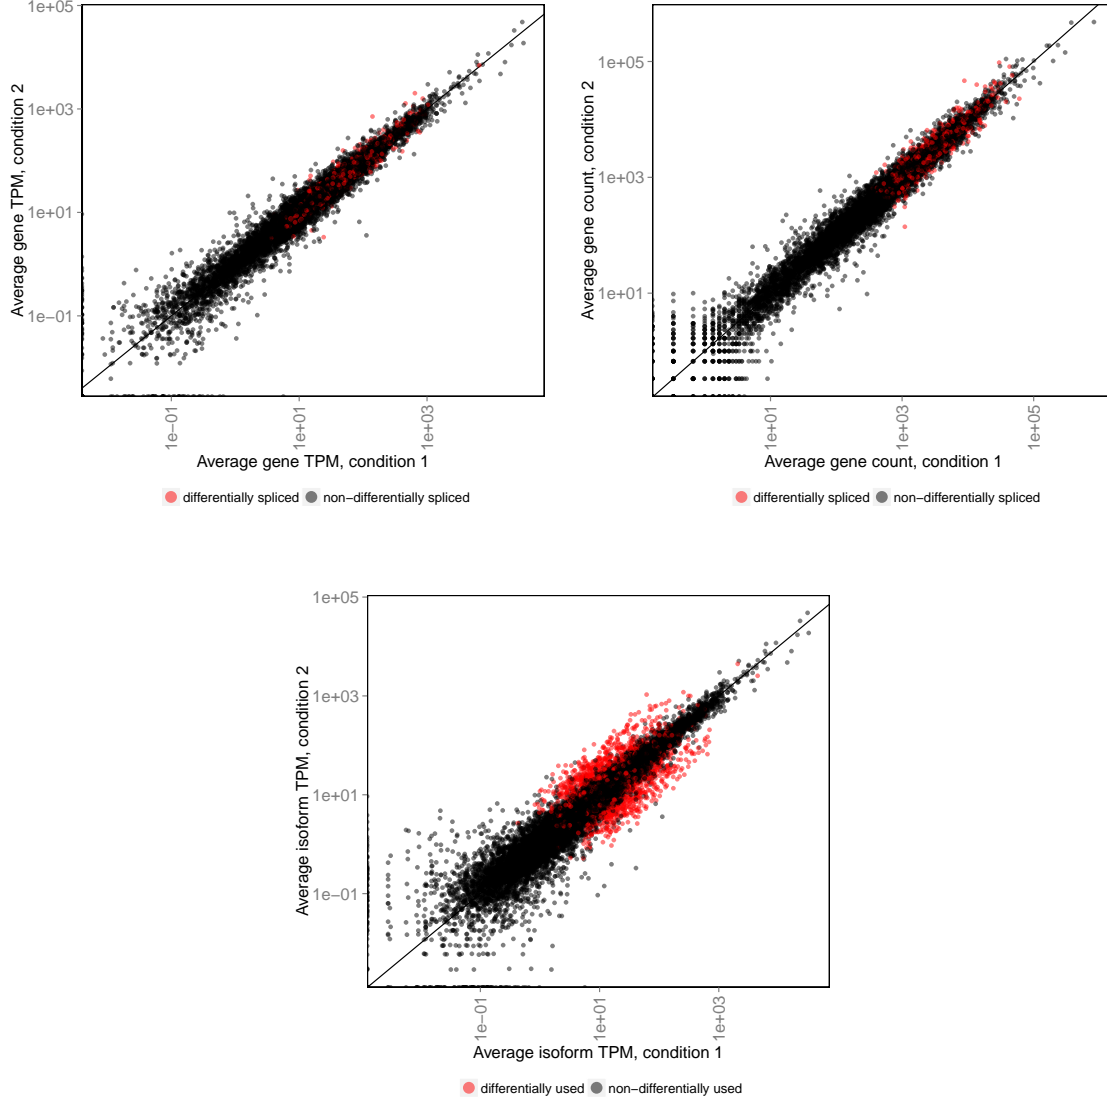 Average gene TPM, condition 2
1e+05
1e+03
1e+01
1e−01
1e−01
1e+01
1e+03
Average gene TPM, condition 1
differentially spliced
non−differentially spliced
Average gene count, condition 2
1e+05
1e+03
1e+01
1e+01
1e+03
1e+05
Average gene count, condition 1
differentially spliced
non−differentially spliced
Average isoform TPM, condition 2
1e+05
1e+03
1e+01
1e−01
1e−01
1e+01
1e+03
Average isoform TPM, condition 1
differentially used
non−differentially used